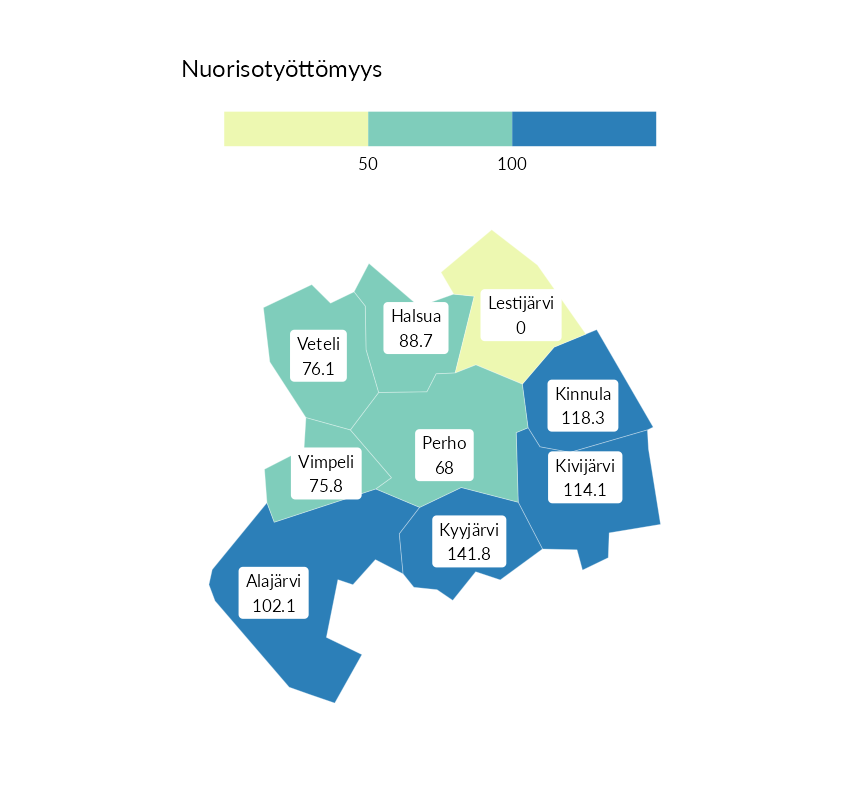 Nuorisotyöttömyys
50
100
Lestijärvi
0
Halsua
88.7
Veteli
76.1
Kinnula
118.3
Perho
68
Vimpeli
75.8
Kivijärvi
114.1
Kyyjärvi
141.8
Alajärvi
102.1